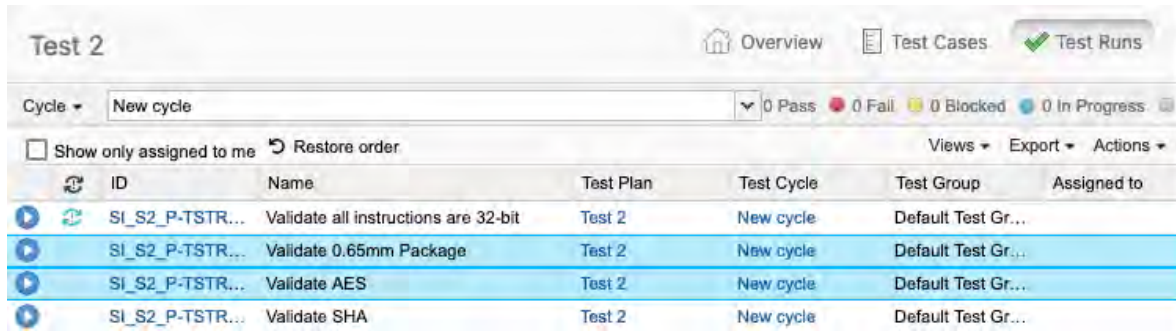 Test 2 Overview Test Cases Test Runs
Cycle New cycle 0 Pass 0 Fail 0 Blocked 0 In Progress
Show only assigned to me Restore order Views Export Actions
ID Name Test Plan Test Cycle Test Group Assigned to
SI_S2_P-TSTR... Validate all instructions are 32-bit Test 2 New cycle Default Test Gr...
SI_S2_P-TSTR... Validate 0.65mm Package Test 2 New cycle Default Test Gr...
SI_S2_P-TSTR... Validate AES Test 2 New cycle Default Test Gr...
SI_S2_P-TSTR... Validate SHA Test 2 New cycle Default Test Gr...